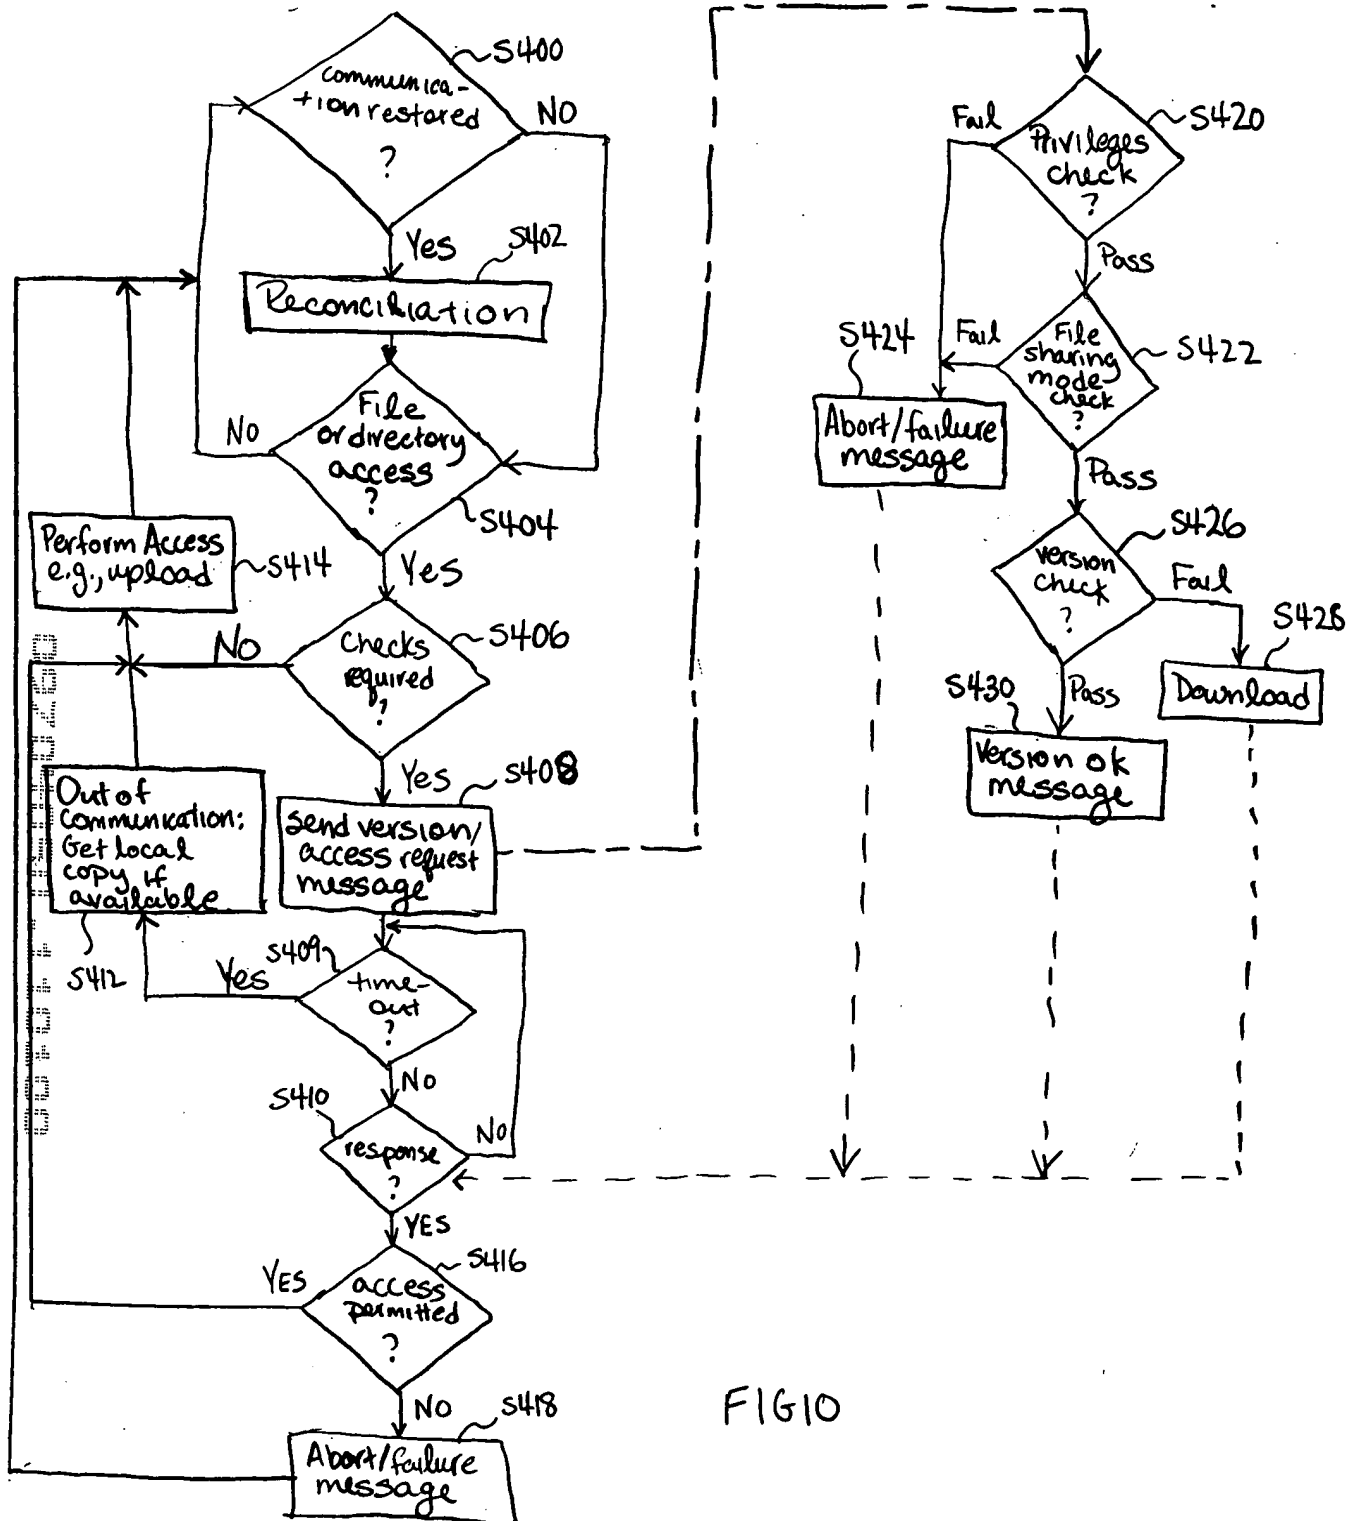 S400
communica-
tion restored
?
NO
Yes
S402
Reconciliation
File
or directory
access
?
No
S404
Yes
Perform Access
e.g., upload
S414
Checks
required
?
S406
No
Yes
S408
Send version/
access request
message
Out of
communication:
Get local
copy if
available
S412
S409
time-
out
?
Yes
NO
S410
response
?
NO
YES
S416
access
permitted
?
YES
NO
S418
Abort/failure
message
S420
Privileges
check
?
Fail
Pass
S422
File
sharing
mode
check
?
Fail
S424
Abort/failure
message
Pass
S426
version
check
?
Fail
S428
Download
Pass
S430
Version ok
message
FIG10